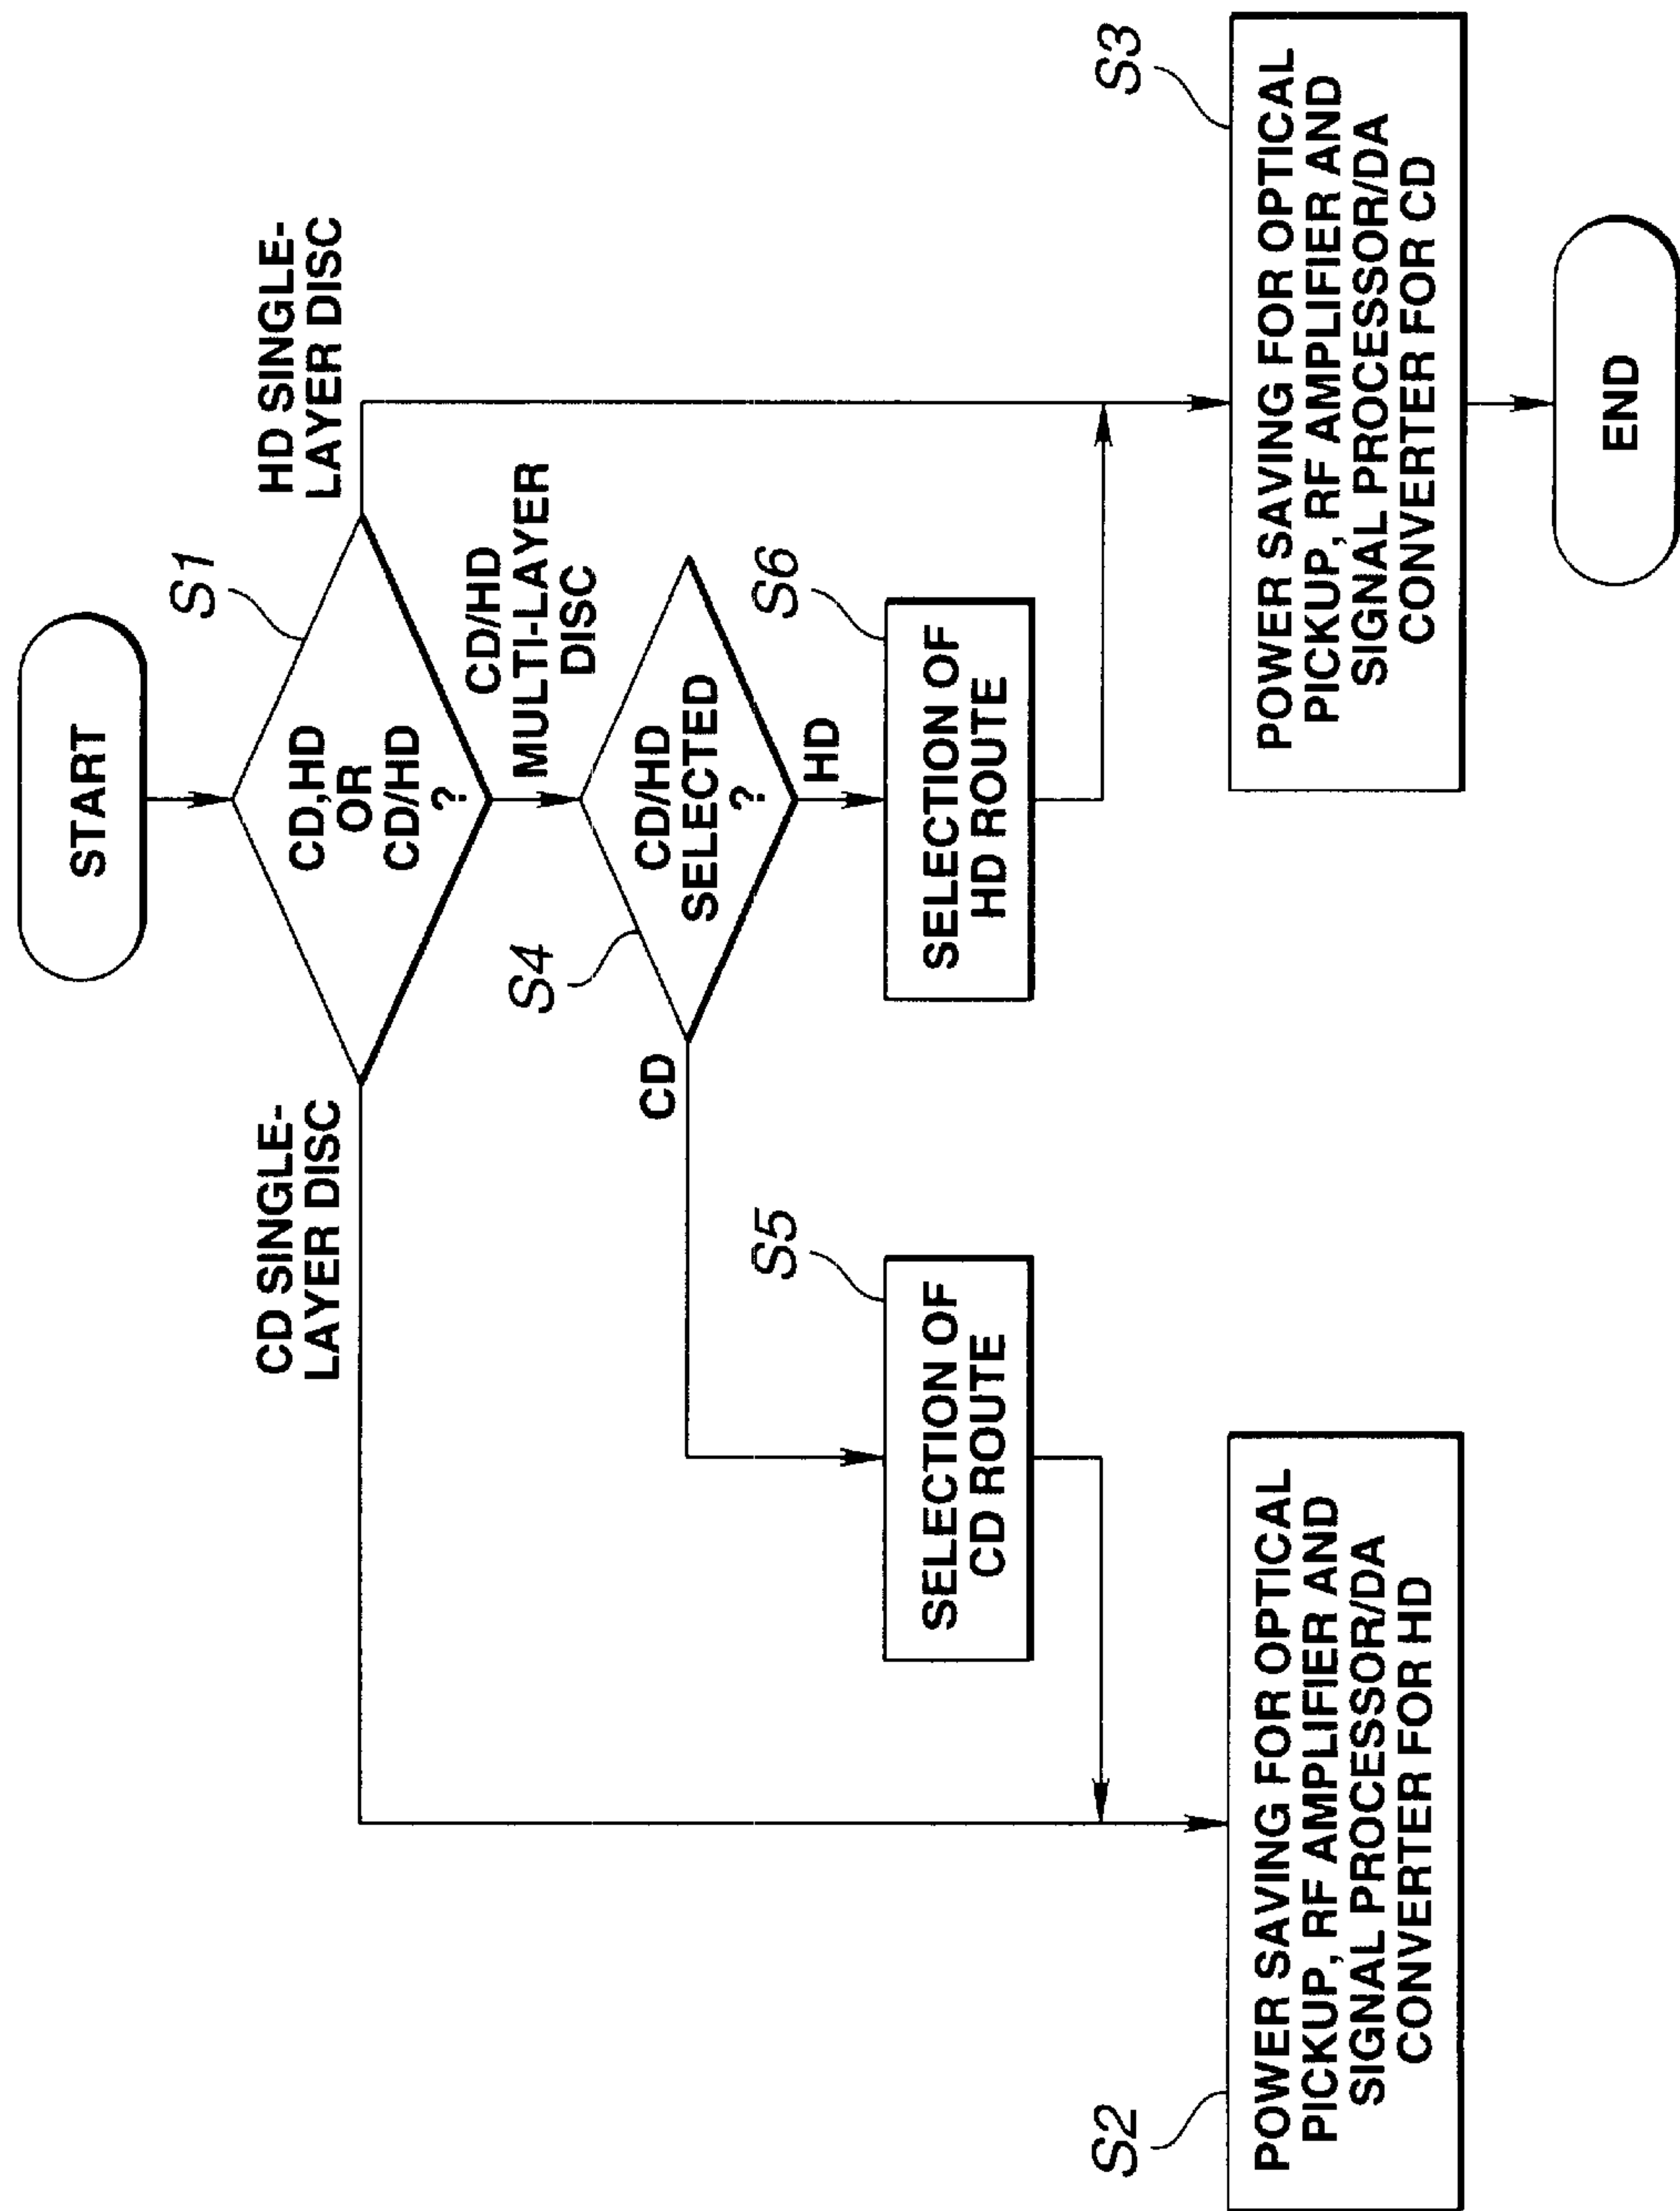 START
S1
CD,HD
OR
CD/HD
?
CD SINGLE-
LAYER DISC
HD SINGLE-
LAYER DISC
CD/HD
MULTI-LAYER
DISC
S4
CD/HD
SELECTED
?
CD
HD
S5
SELECTION OF
CD ROUTE
S6
SELECTION OF
HD ROUTE
S2
POWER SAVING FOR OPTICAL
PICKUP, RF AMPLIFIER AND
SIGNAL PROCESSOR/DA
CONVERTER FOR HD
S3
POWER SAVING FOR OPTICAL
PICKUP, RF AMPLIFIER AND
SIGNAL PROCESSOR/DA
CONVERTER FOR CD
END